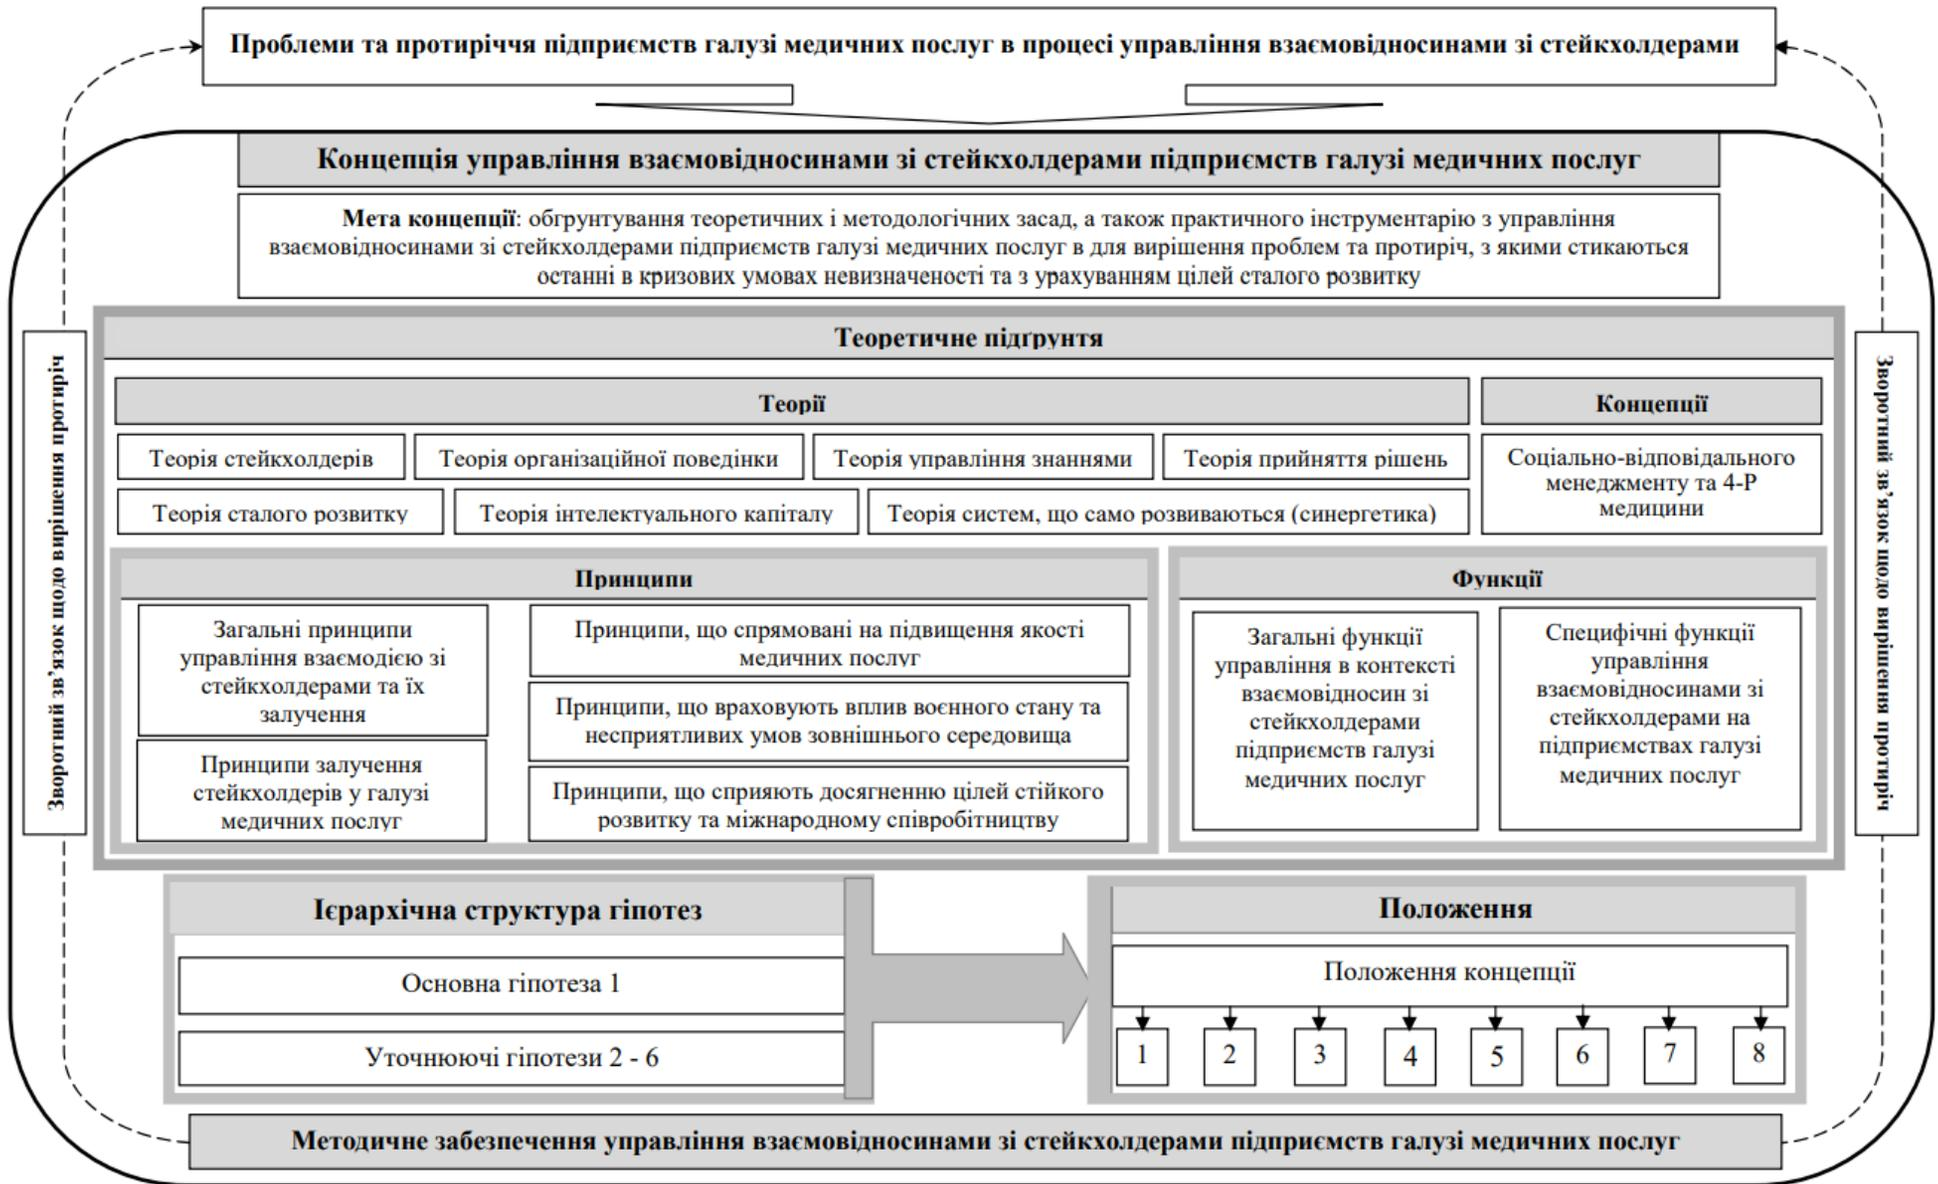 Проблеми та протиріччя підприємств галузі медичних послуг в процесі управління взаємовідносинами зі стейкхолдерами
Концепція управління взаємовідносинами зі стейкхолдерами підприємств галузі медичних послуг
Мета концепції: обгрунтування теоретичних і методологічних засад, а також практичного інструментарію з управління
взаємовідносинами зі стейкхолдерами підприємств галузі медичних послуг в для вирішення проблем та протиріч, з якими стикаються
останні в кризових умовах невизначеності та з урахуванням цілей сталого розвитку
Зворотний зв’язок щодо вирішення протиріч
Теоретичне підґрунтя
Теорії
Теорія стейкхолдерів
Теорія організаційної поведінки
Теорія управління знаннями
Теорія прийняття рішень
Теорія сталого розвитку
Теорія інтелектуального капіталу
Теорія систем, що само розвиваються (синергетика)
Концепції
Соціально-відповідального
менеджменту та 4-Р
медицини
Принципи
Загальні принципи
управління взаємодією зі
стейкхолдерами та їх
залучення
Принципи залучення
стейкхолдерів у галузі
медичних послуг
Принципи, що спрямовані на підвищення якості
медичних послуг
Принципи, що враховують вплив воєнного стану та
несприятливих умов зовнішнього середовища
Принципи, що сприяють досягненню цілей стійкого
розвитку та міжнародному співробітництву
Функції
Загальні функції
управління в контексті
взаємовідносин зі
стейкхолдерами
підприємств галузі
медичних послуг
Специфічні функції
управління
взаємовідносинами зі
стейкхолдерами на
підприємствах галузі
медичних послуг
Зворотний зв’язок щодо вирішення протиріч
Ієрархічна структура гіпотез
Основна гіпотеза 1
Уточнюючі гіпотези 2 - 6
Положення
Положення концепції
1 2 3 4 5 6 7 8
Методичне забезпечення управління взаємовідносинами зі стейкхолдерами підприємств галузі медичних послуг